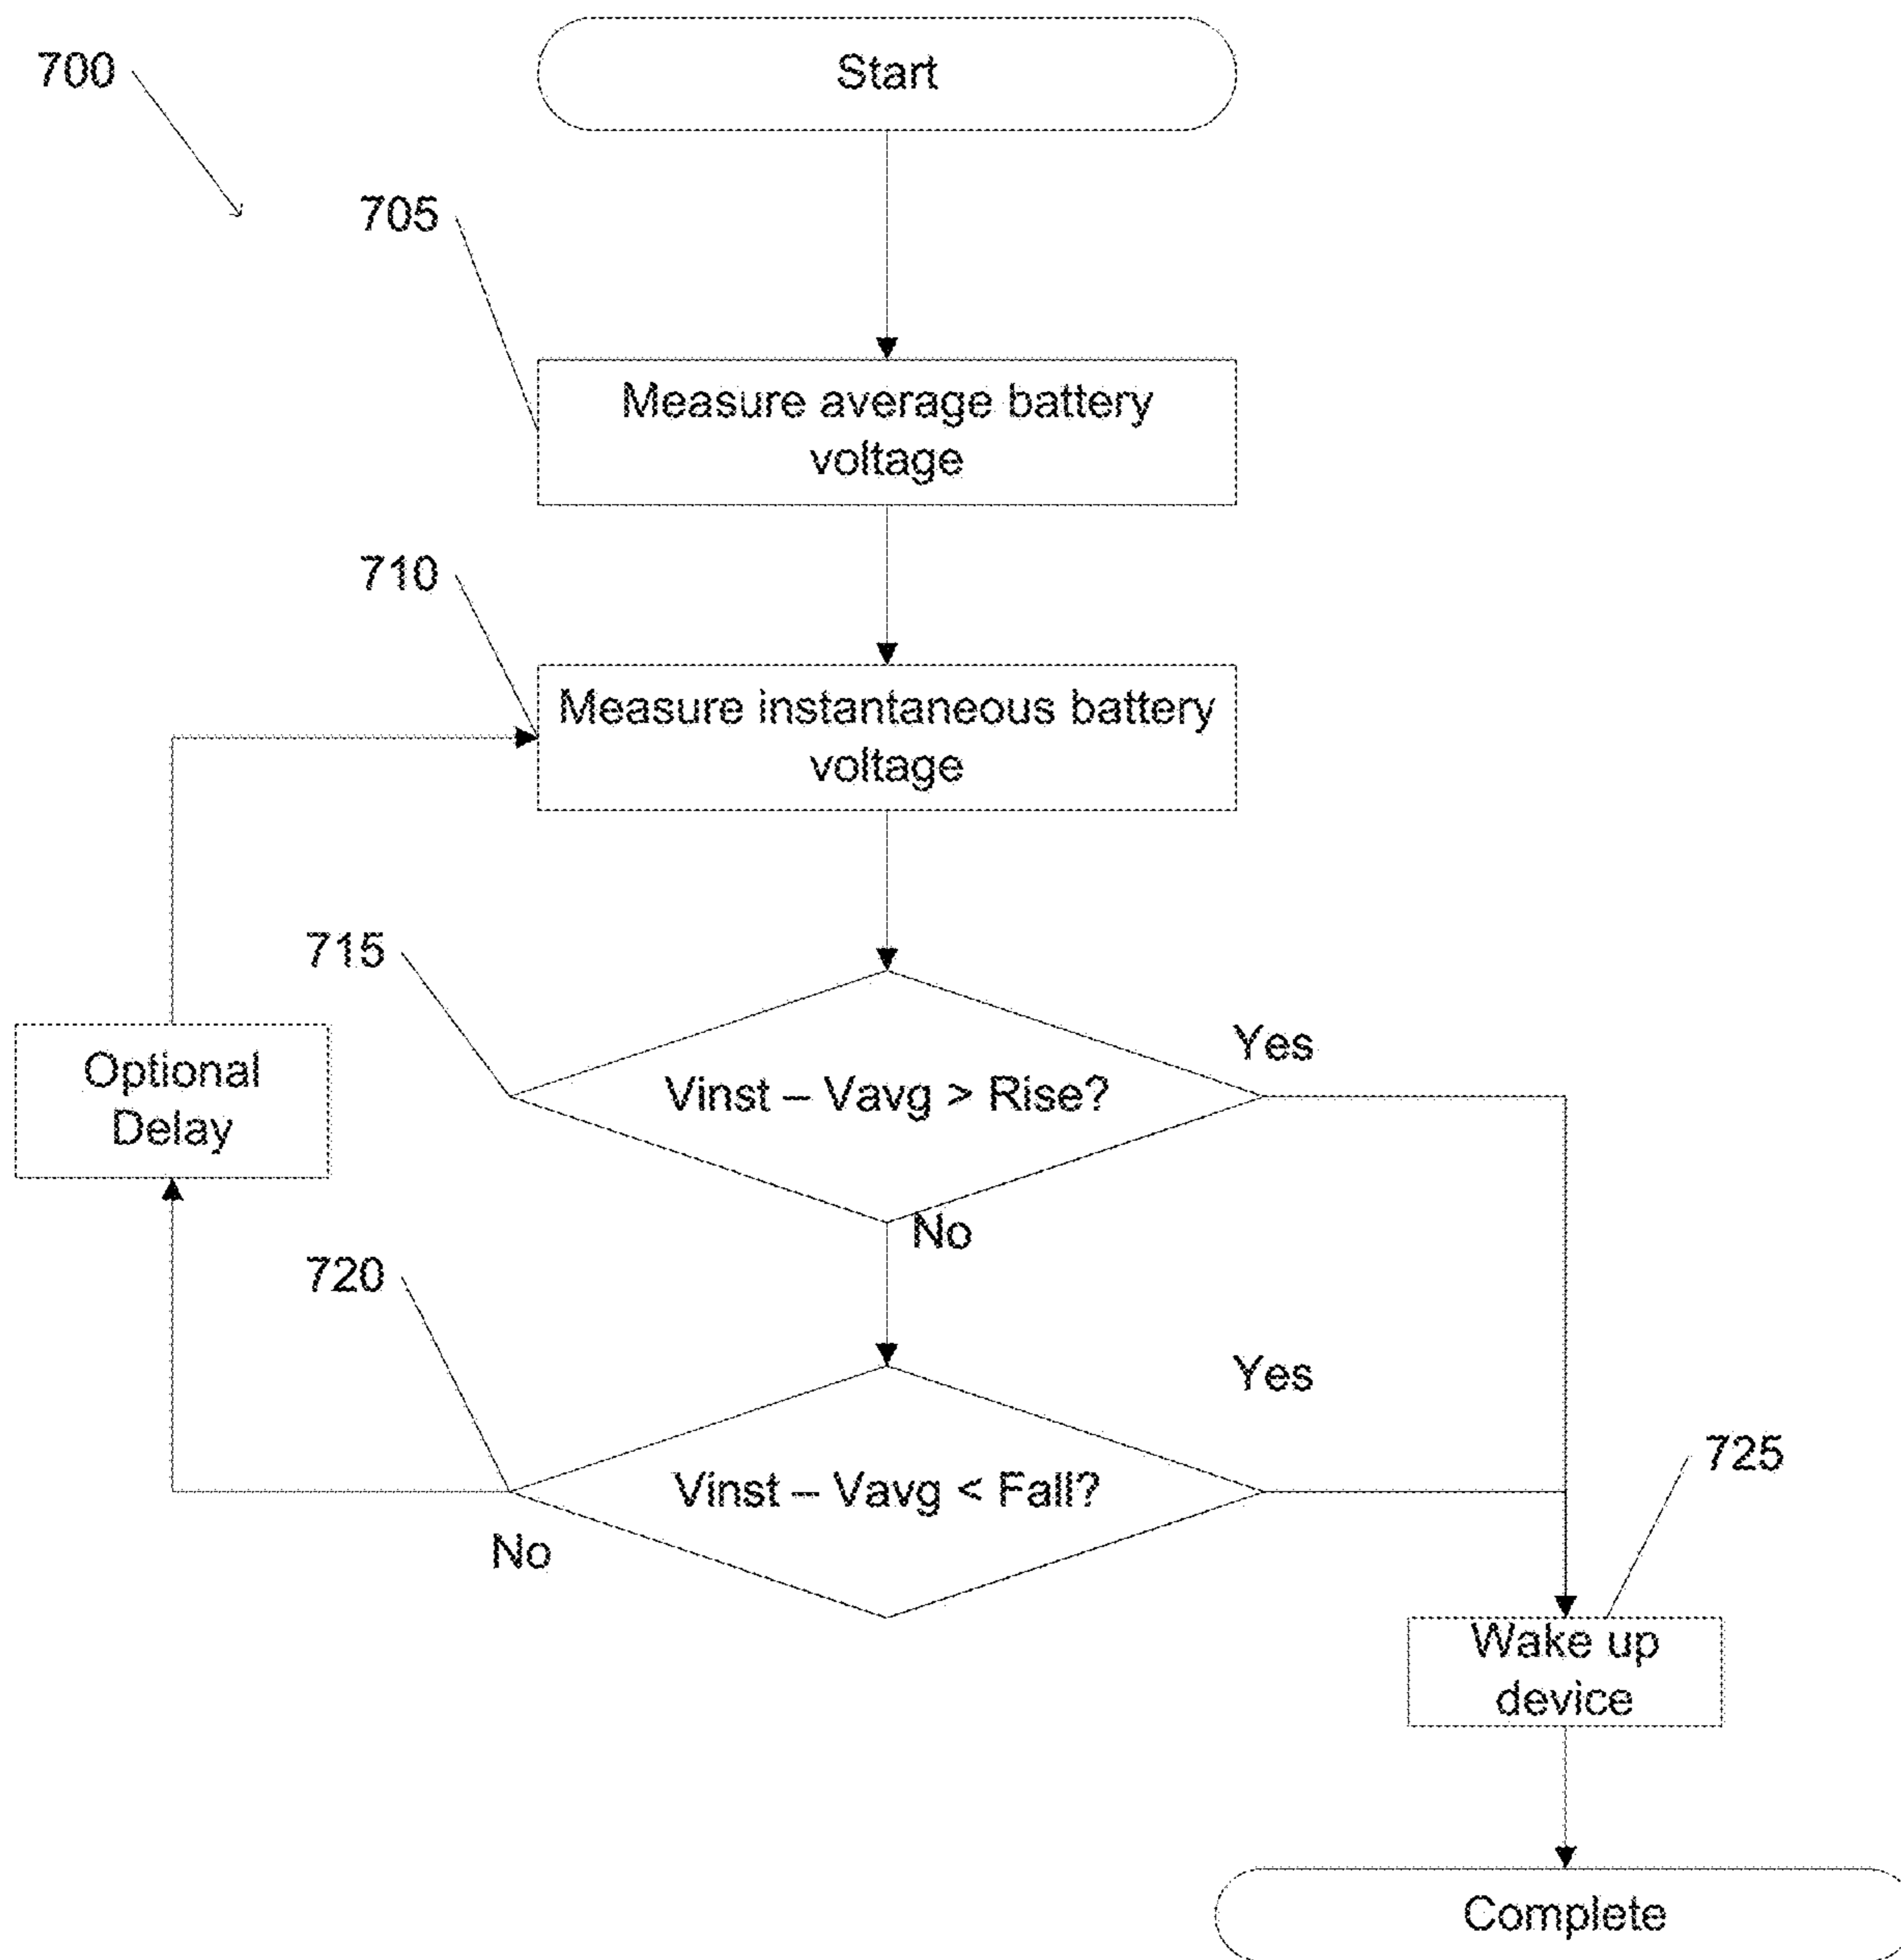 700
Start
705
Measure average battery
voltage
710
Measure instantaneous battery
voltage
715
Yes
Optional
Delay
Vinst – Vavg > Rise?
No
720
Yes
725
Vinst – Vavg < Fall?
No
Wake up
device
Complete